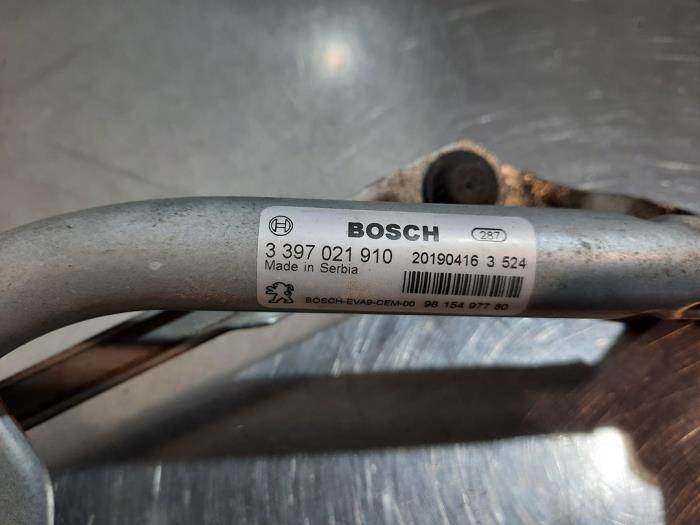 BOSCH 287
3 397 021 910 20190416 3 524
Made in Serbia
BOSCH-EVA9-CEM-00 98 154 977 80